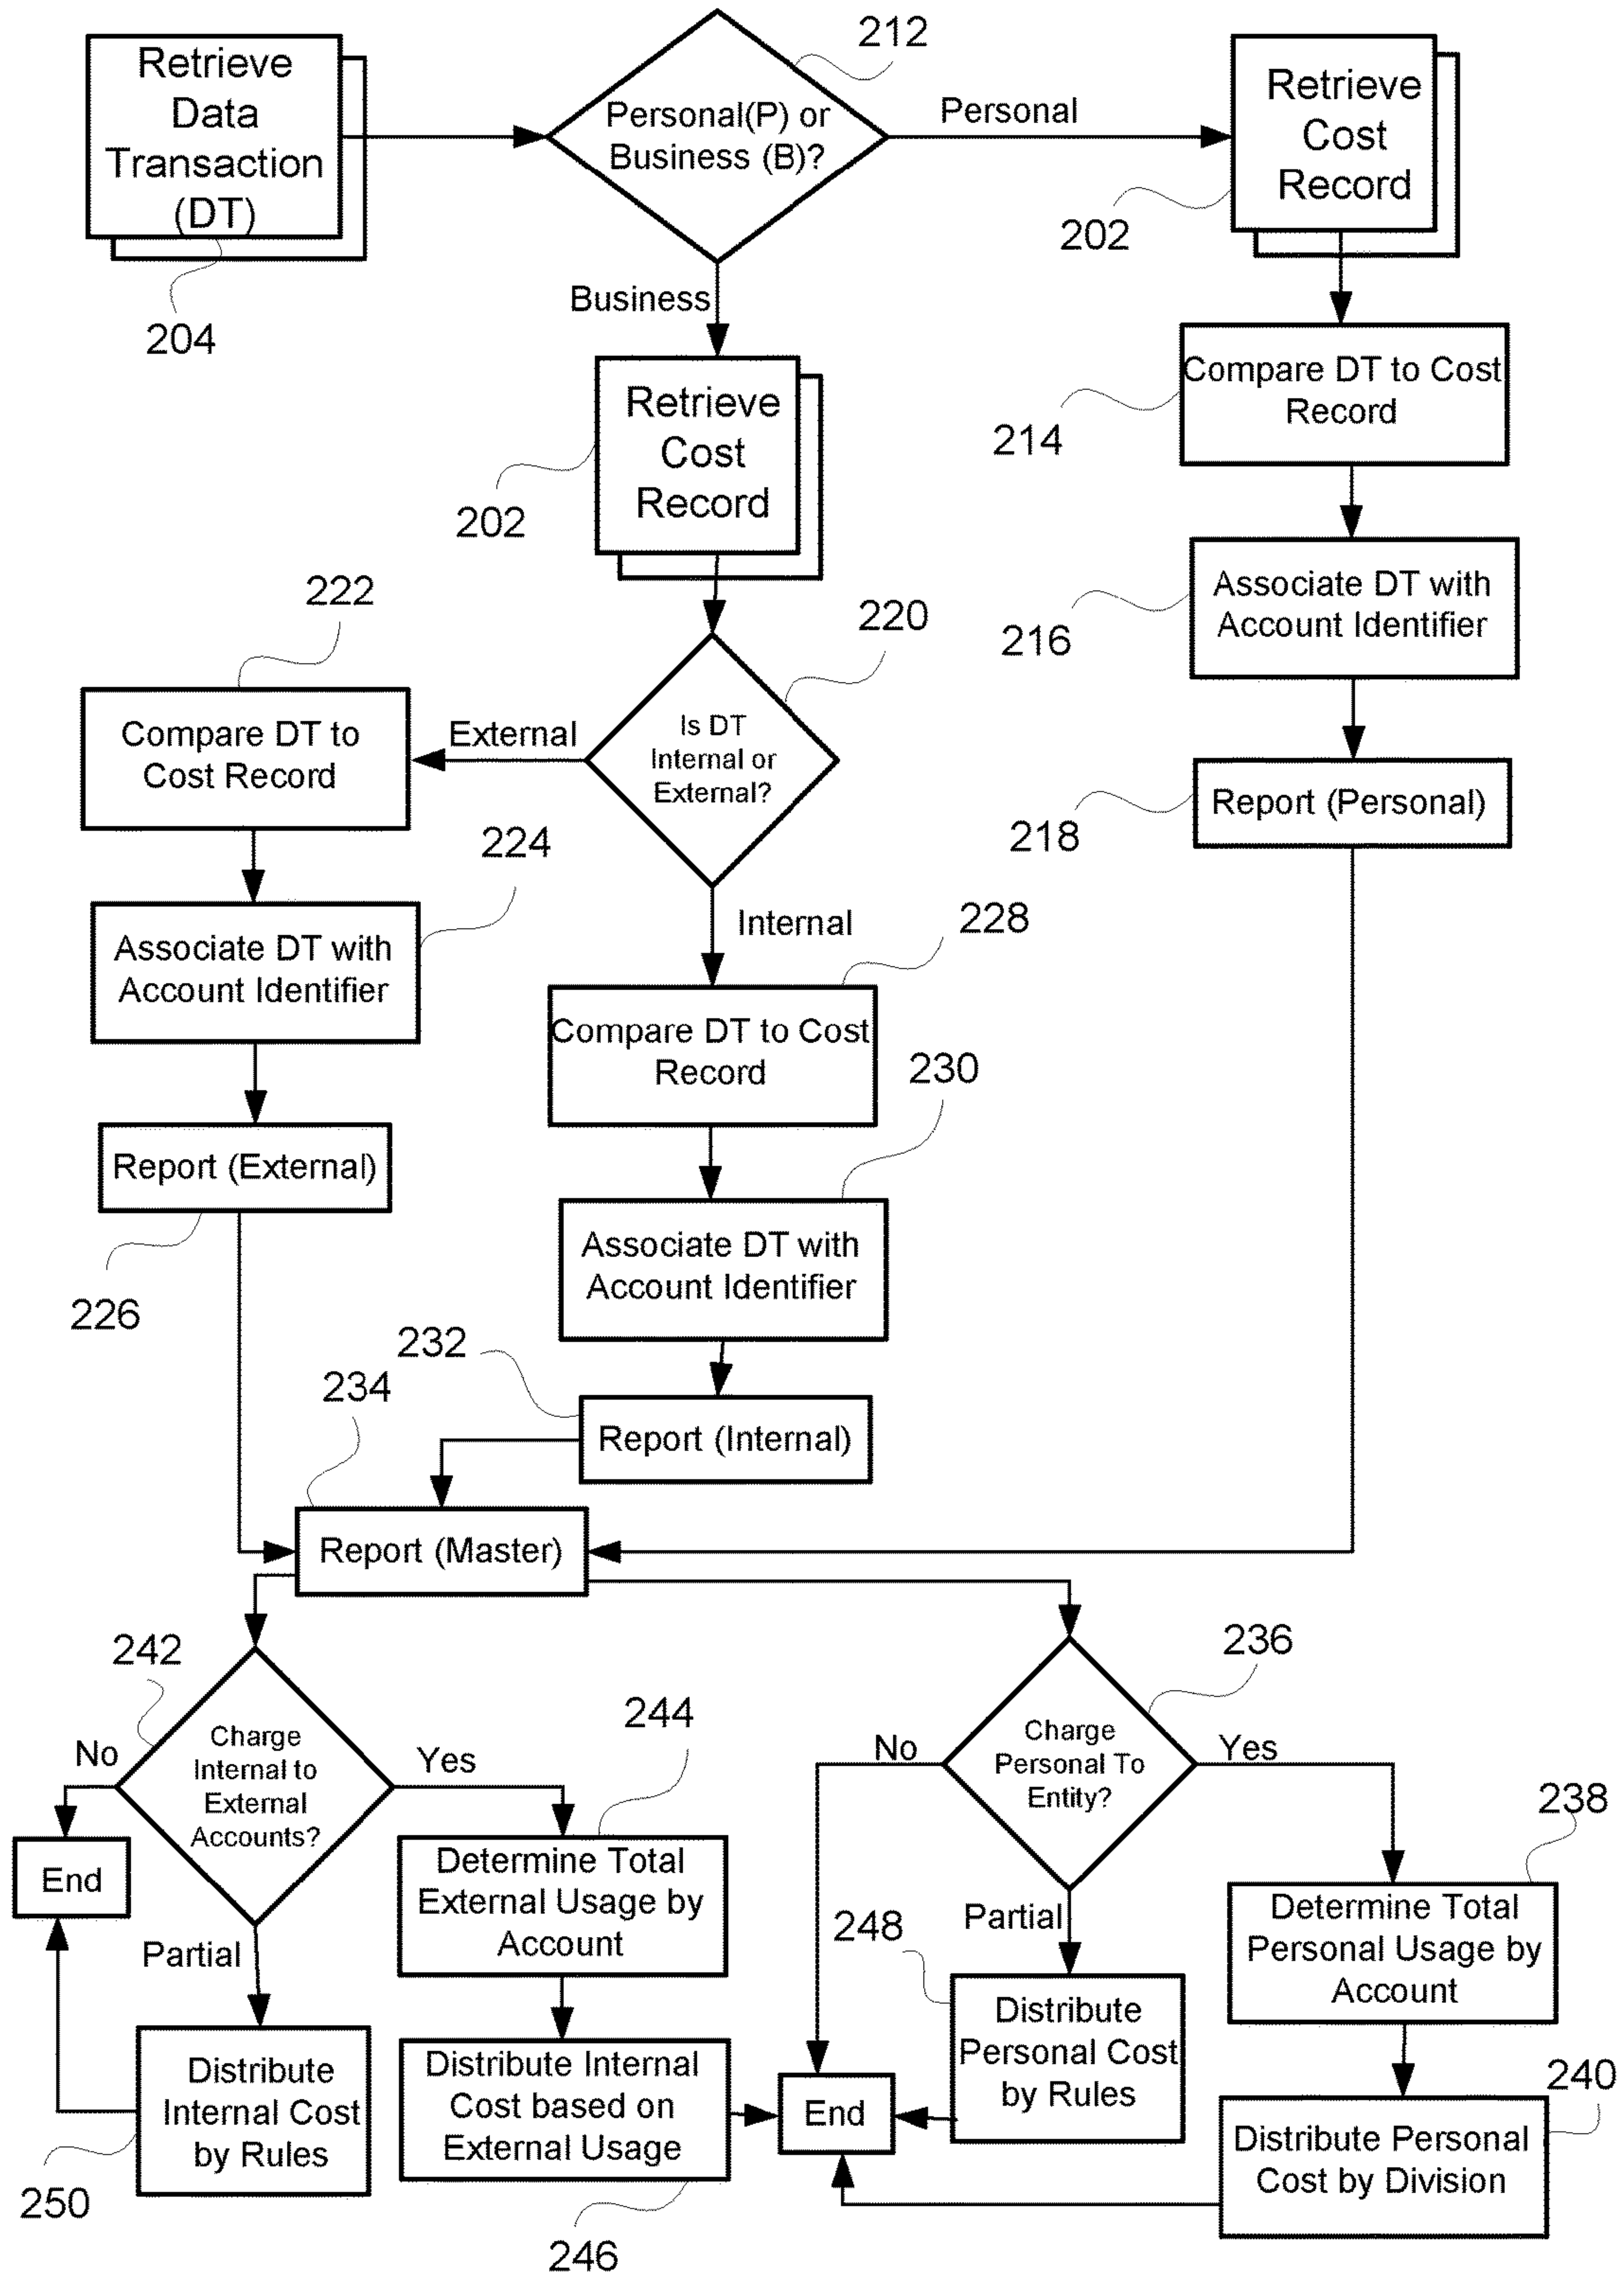 Retrieve
Data
Transaction
(DT)
204
212
Personal(P) or
Business (B)?
Personal
Retrieve
Cost
Record
202
Business
Retrieve
Cost
Record
202
Compare DT to Cost
Record
214
Associate DT with
Account Identifier
216
Report (Personal)
218
220
Is DT
Internal or
External?
External
222
Compare DT to
Cost Record
224
Associate DT with
Account Identifier
Report (External)
226
Internal
228
Compare DT to Cost
Record
230
Associate DT with
Account Identifier
232
Report (Internal)
234
Report (Master)
242
Charge
Internal to
External
Accounts?
No
End
Yes
244
Determine Total
External Usage by
Account
Partial
Distribute
Internal Cost
by Rules
250
Distribute Internal
Cost based on
External Usage
246
236
Charge
Personal To
Entity?
No
Yes
238
Determine Total
Personal Usage by
Account
Partial
248
Distribute
Personal Cost
by Rules
End
240
Distribute Personal
Cost by Division